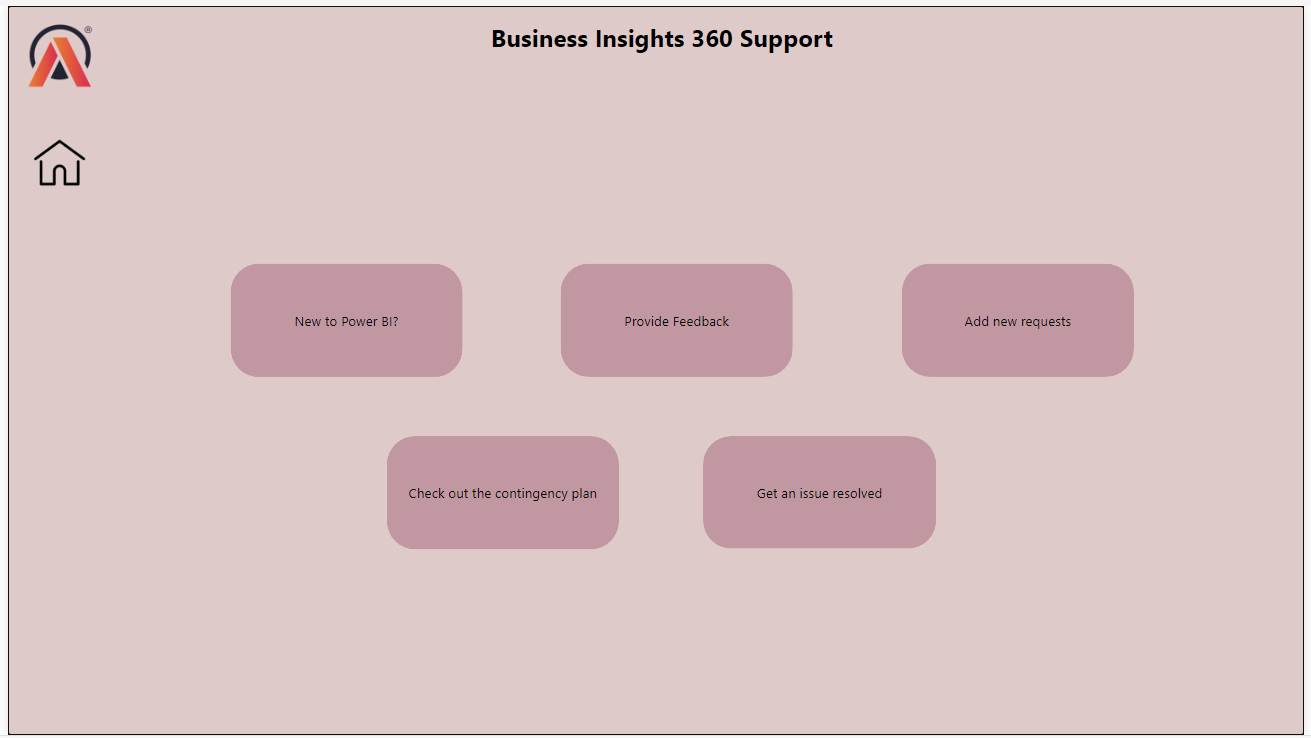 Business Insights 360 Support
®
New to Power BI?
Provide Feedback
Add new requests
Check out the contingency plan
Get an issue resolved